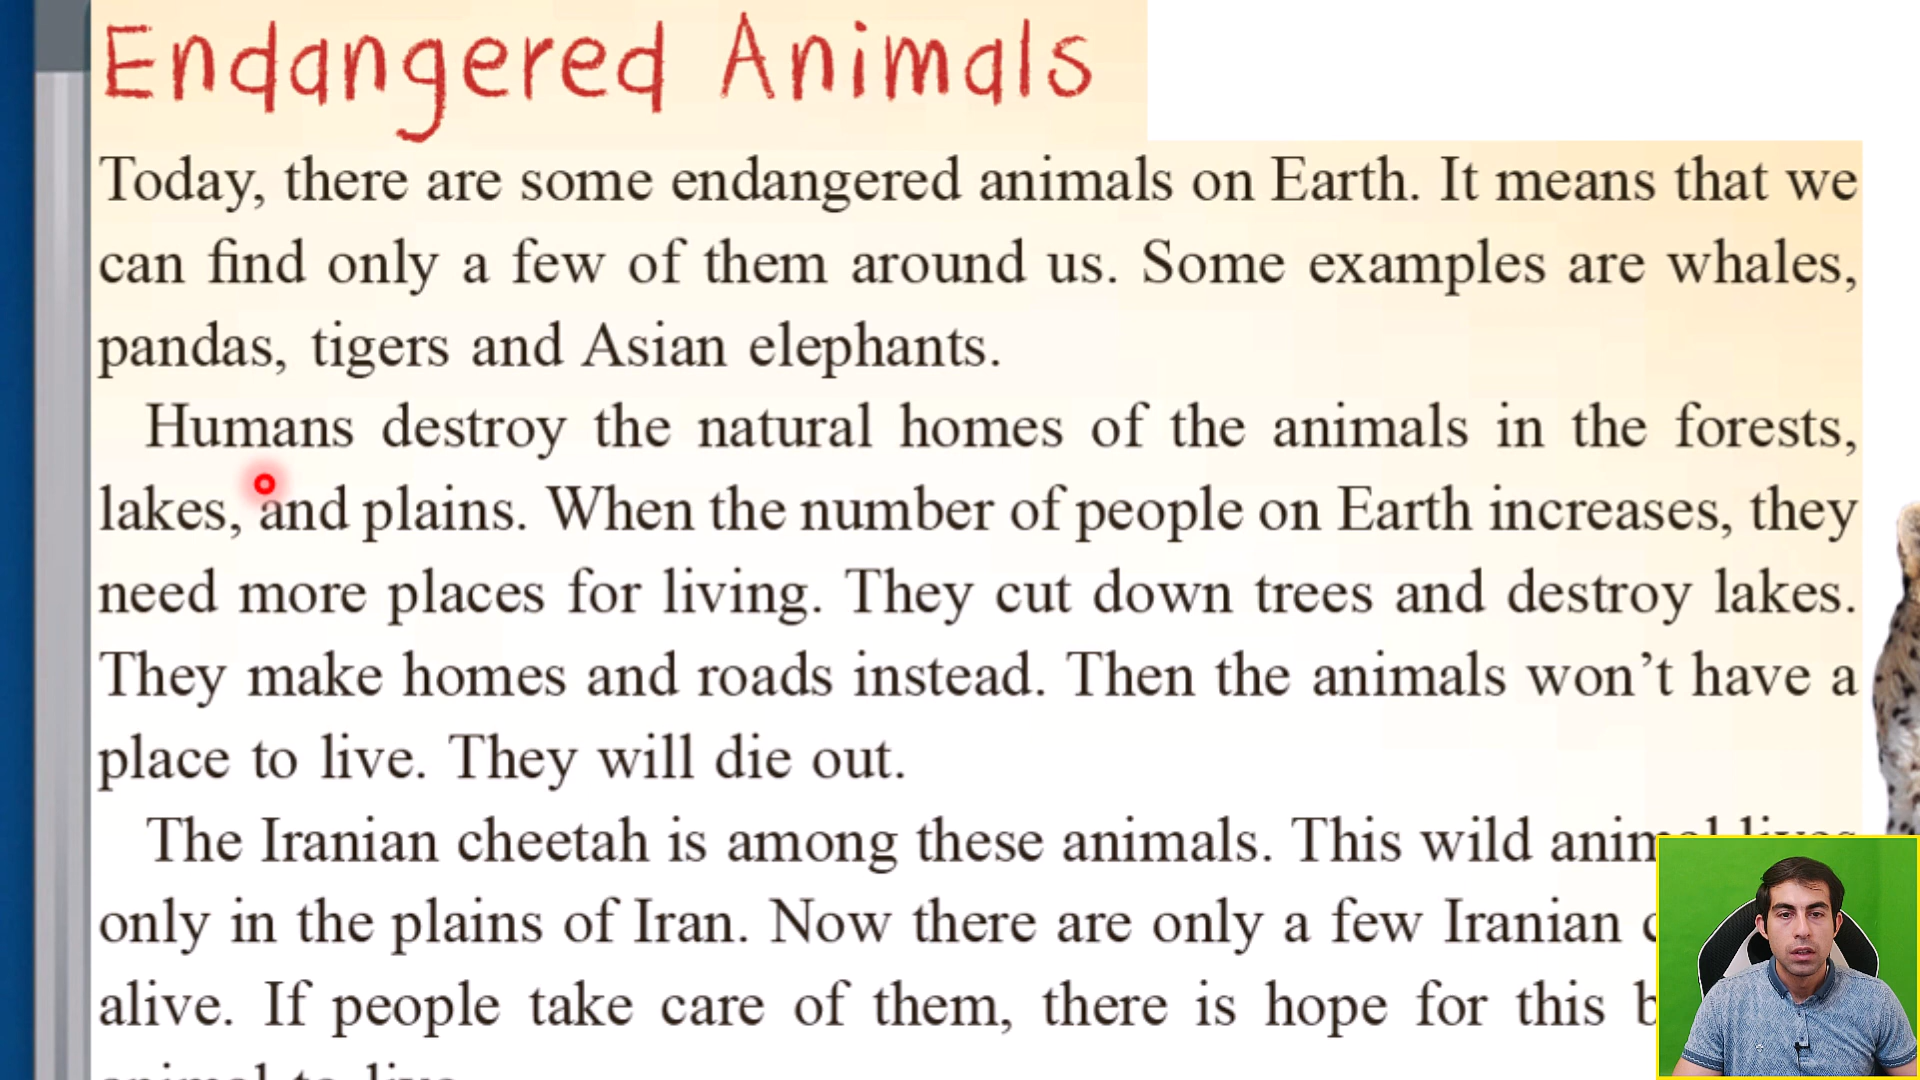 Endangered Animals
Today, there are some endangered animals on Earth. It means that we
can find only a few of them around us. Some examples are whales,
pandas, tigers and Asian elephants.
Humans destroy the natural homes of the animals in the forests,
lakes, and plains. When the number of people on Earth increases, they
need more places for living. They cut down trees and destroy lakes.
They make homes and roads instead. Then the animals won’t have a
place to live. They will die out.
The Iranian cheetah is among these animals. This wild animal lives
only in the plains of Iran. Now there are only a few Iranian
alive. If people take care of them, there is hope for this
animal to live.